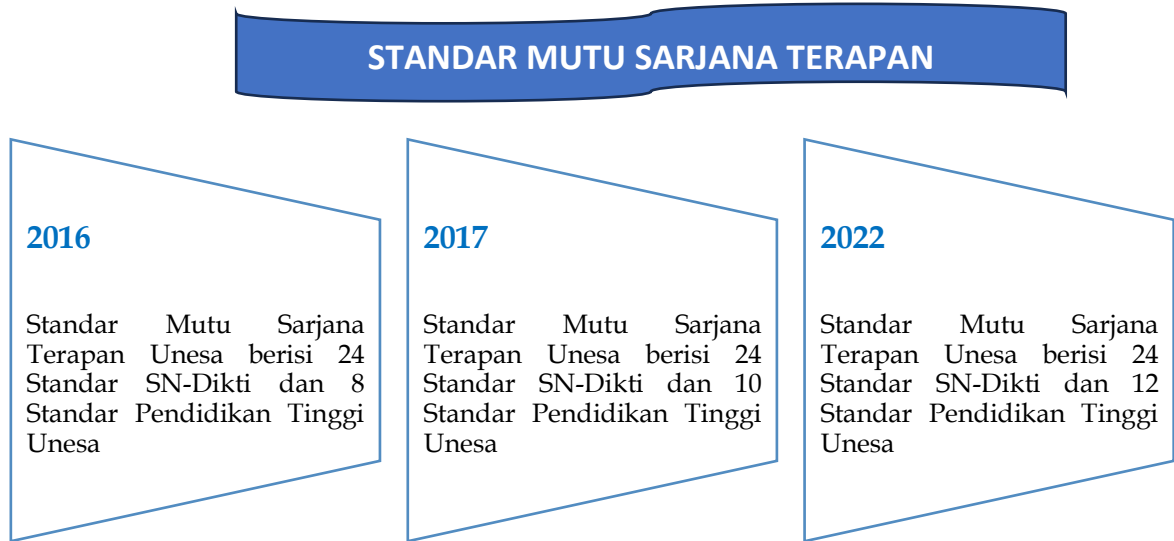 STANDAR MUTU SARJANA TERAPAN
2016
Standar Mutu Sarjana
Terapan Unesa berisi 24
Standar SN-Dikti dan 8
Standar Pendidikan Tinggi
Unesa
2017
Standar Mutu Sarjana
Terapan Unesa berisi 24
Standar SN-Dikti dan 10
Standar Pendidikan Tinggi
Unesa
2022
Standar Mutu Sarjana
Terapan Unesa berisi 24
Standar SN-Dikti dan 12
Standar Pendidikan Tinggi
Unesa